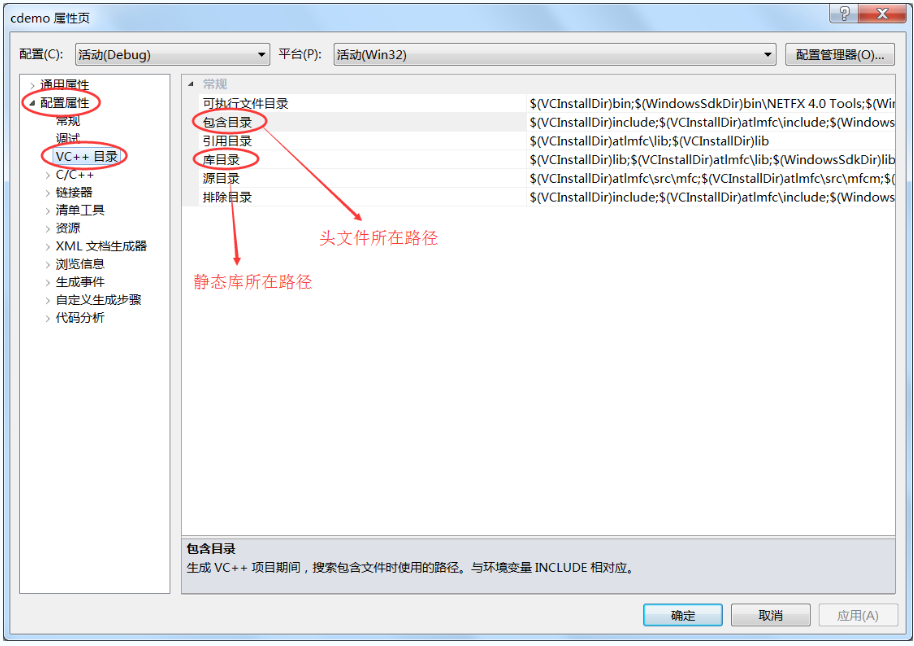 cdemo 属性页
配置(C): 活动(Debug) 平台(P): 活动(Win32) 配置管理器(O)...
通用属性
配置属性
常规
调试
VC++ 目录
C/C++
链接器
清单工具
资源
XML 文档生成器
浏览信息
生成事件
自定义生成步骤
代码分析
常规
可执行文件目录 $(VCInstallDir)bin;$(WindowsSdkDir)bin\NETFX 4.0 Tools;$(Win
包含目录 $(VCInstallDir)include;$(VCInstallDir)atlmfc\include;$(Windows
引用目录 $(VCInstallDir)atlmfc\lib;$(VCInstallDir)lib
库目录 $(VCInstallDir)lib;$(VCInstallDir)atlmfc\lib;$(WindowsSdkDir)lib
源目录 $(VCInstallDir)atlmfc\src\mfc;$(VCInstallDir)atlmfc\src\mfcm;$(
排除目录 $(VCInstallDir)include;$(VCInstallDir)atlmfc\include;$(Windows
头文件所在路径
静态库所在路径
包含目录
生成 VC++ 项目期间，搜索包含文件时使用的路径。与环境变量 INCLUDE 相对应。
确定 取消 应用(A)